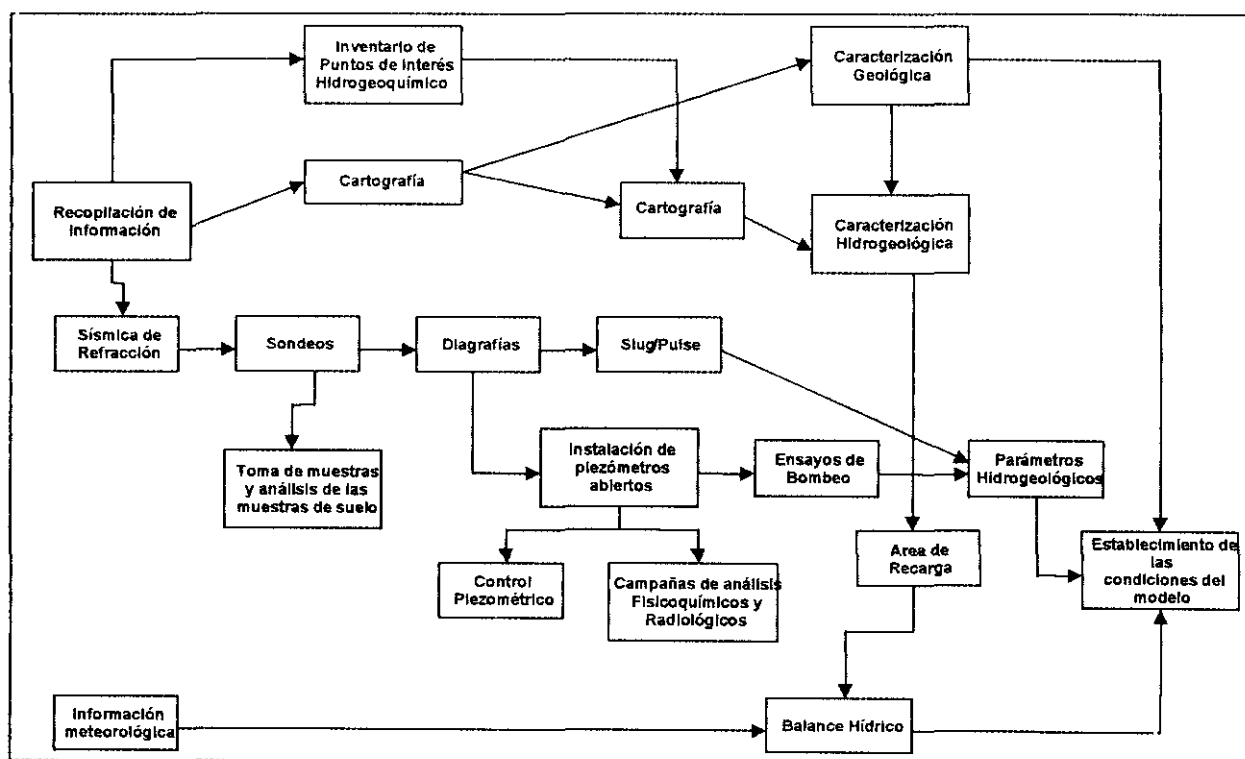 Inventario de
Puntos de interés
Hidrogeoquímico
Caracterización
Geológica
Cartografía
Recopilación de
información
Cartografía
Caracterización
Hidrogeológica
Sísmica de
Refracción
Sondeos
Diagrafías
Slug/Pulse
Toma de muestras
y análisis de las
muestras de suelo
Instalación de
piezómetros
abiertos
Ensayos de
Bombeo
Parámetros
Hidrogeológicos
Control
Piezométrico
Campañas de análisis
Fisicoquímicos y
Radiológicos
Area de
Recarga
Establecimiento de
las
condiciones del
modelo
Información
meteorológica
Balance Hídrico